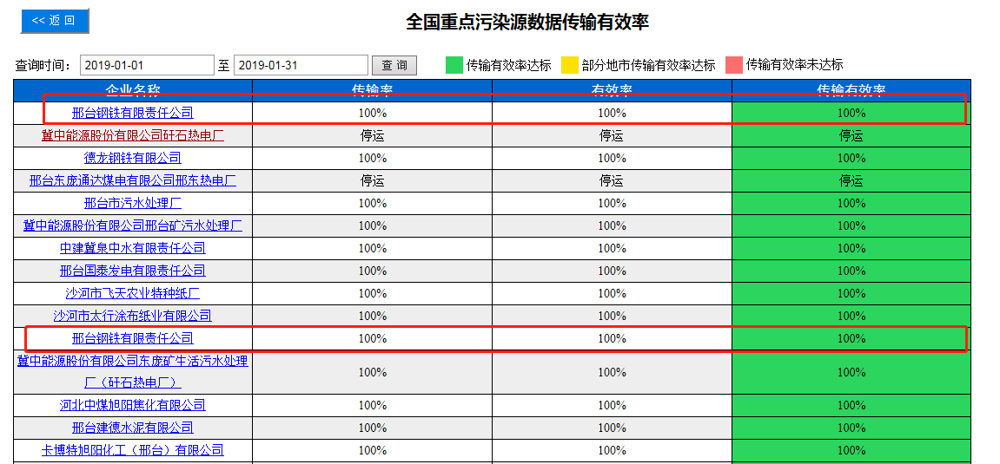 << 返 回
全国重点污染源数据传输有效率
查询时间： 2019-01-01 至 2019-01-31 查 询 传输有效率达标 部分地市传输有效率达标 传输有效率未达标
企业名称 传输率 有效率 传输有效率
邢台钢铁有限责任公司 100% 100% 100%
冀中能源股份有限公司矸石热电厂 停运 停运 停运
德龙钢铁有限公司 100% 100% 100%
邢台东庞通达煤电有限公司邢东热电厂 停运 停运 停运
邢台市污水处理厂 100% 100% 100%
冀中能源股份有限公司邢台矿污水处理厂 100% 100% 100%
中建冀泉中水有限责任公司 100% 100% 100%
邢台国泰发电有限责任公司 100% 100% 100%
沙河市飞天农业特种纸厂 100% 100% 100%
沙河市太行涂布纸业有限公司 100% 100% 100%
邢台钢铁有限责任公司 100% 100% 100%
冀中能源股份有限公司东庞矿生活污水处理
厂（矸石热电厂） 100% 100% 100%
河北中煤旭阳焦化有限公司 100% 100% 100%
邢台建德水泥有限公司 100% 100% 100%
卡博特旭阳化工（邢台）有限公司 100% 100% 100%